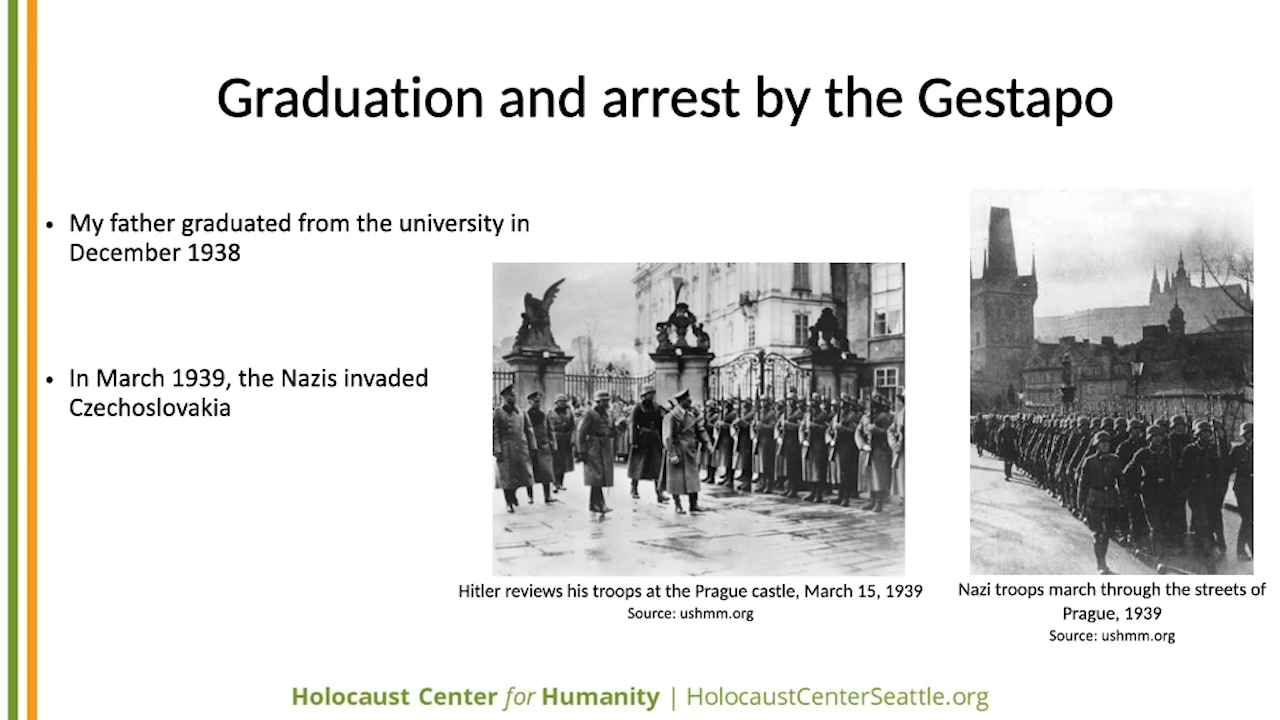 Graduation and arrest by the Gestapo
• My father graduated from the university in
December 1938
• In March 1939, the Nazis invaded
Czechoslovakia
Hitler reviews his troops at the Prague castle, March 15, 1939
Source: ushmm.org
Nazi troops march through the streets of
Prague, 1939
Source: ushmm.org
Holocaust Center for Humanity | HolocaustCenterSeattle.org